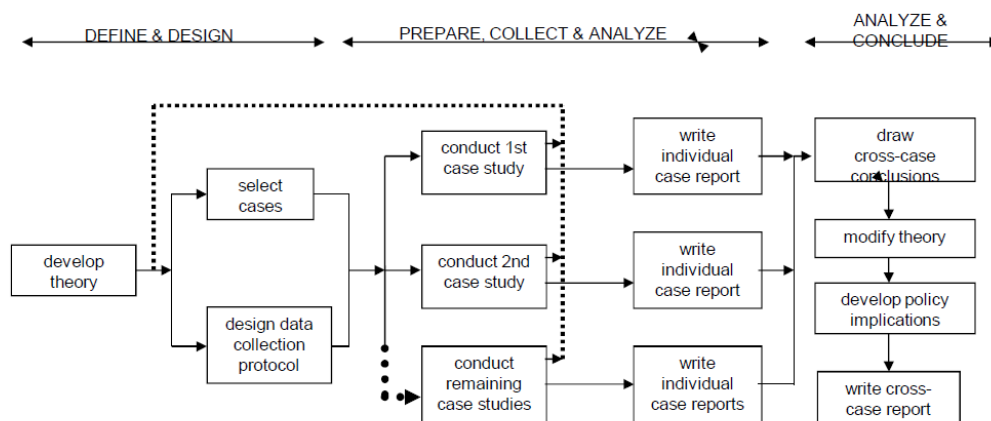 DEFINE & DESIGN
PREPARE, COLLECT & ANALYZE
ANALYZE &
CONCLUDE
develop
theory
select
cases
design data
collection
protocol
conduct 1st
case study
conduct 2nd
case study
conduct
remaining
case studies
write
individual
case report
write
individual
case report
write
individual
case reports
draw
cross-case
conclusions
modify theory
develop policy
implications
write cross-
case report